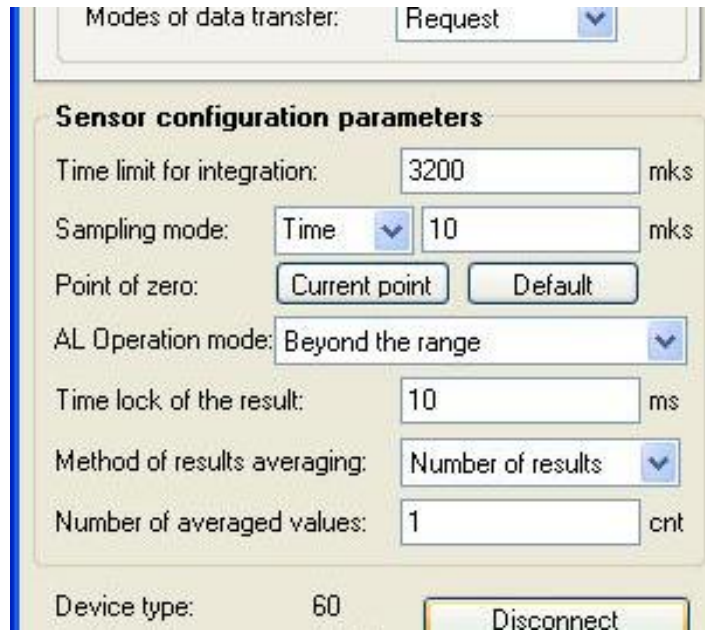 Modes of data transfer: Request
Sensor configuration parameters
Time limit for integration: 3200 mks
Sampling mode: Time 10 mks
Point of zero: Current point Default
AL Operation mode: Beyond the range
Time lock of the result: 10 ms
Method of results averaging: Number of results
Number of averaged values: 1 cnt
Device type: 60 Disconnect